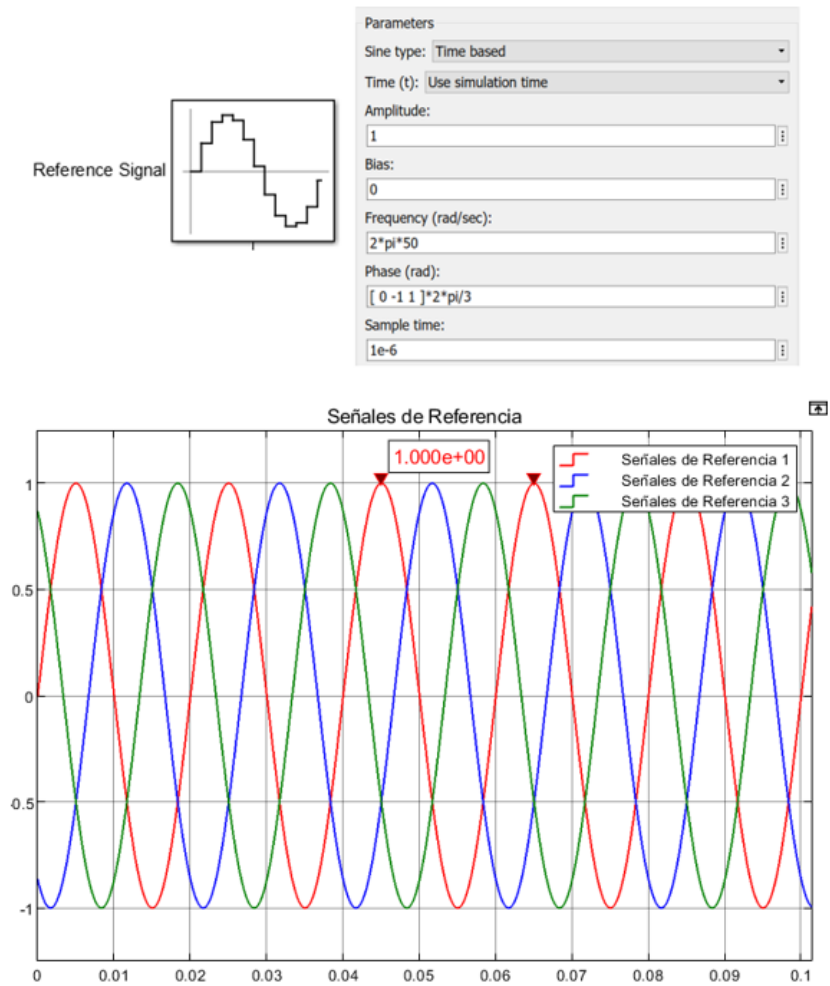 Parameters
Sine type: Time based
Time (t): Use simulation time
Amplitude:
1
Bias:
0
Frequency (rad/sec):
2*pi*50
Phase (rad):
[ 0 -1 1 ]*2*pi/3
Sample time:
1e-6
Reference Signal
Señales de Referencia
1.000e+00
Señales de Referencia 1
Señales de Referencia 2
Señales de Referencia 3
1
0.5
0
0.5
-1
0 0.01 0.02 0.03 0.04 0.05 0.06 0.07 0.08 0.09 0.1